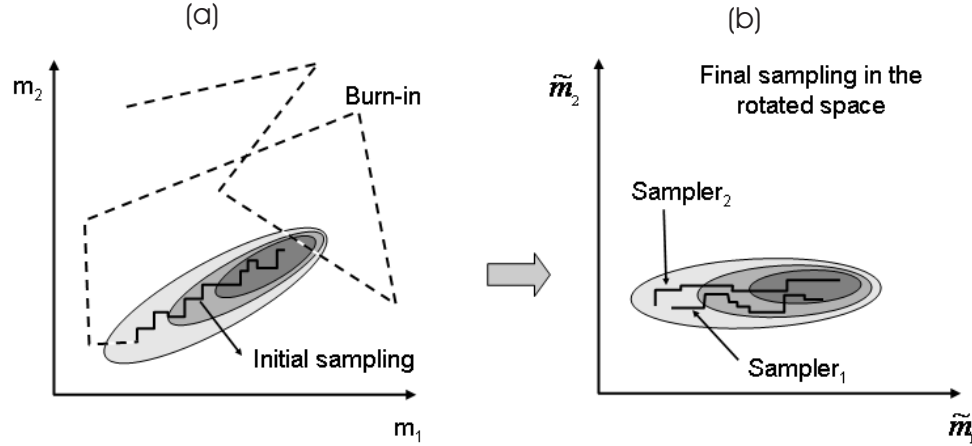 (a)
(b)
m₂
Burn-in
Initial sampling
m₁
m̃₂
Final sampling in the
rotated space
Sampler₂
Sampler₁
m̃